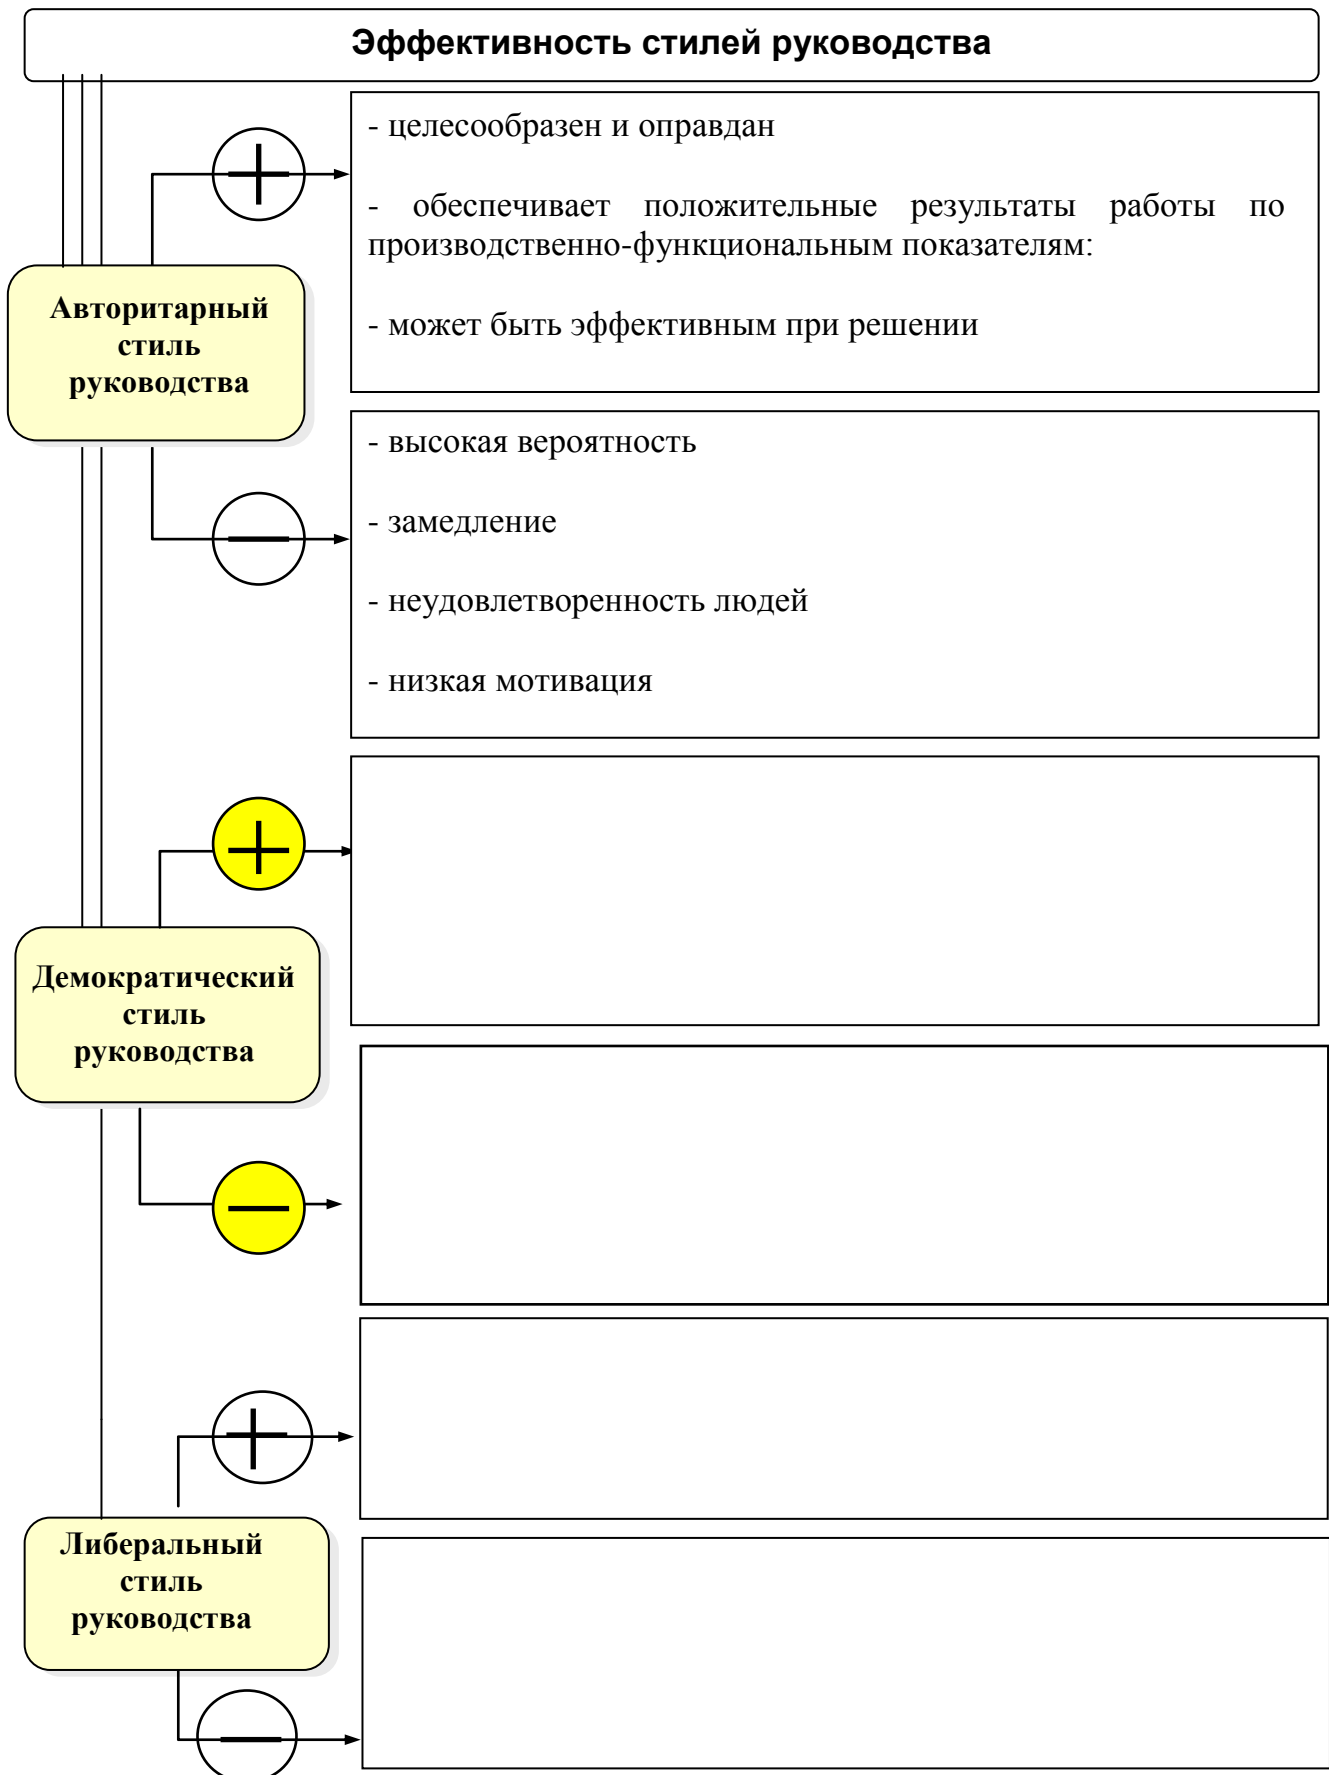 Эффективность стилей руководства
- целесообразен и оправдан
- обеспечивает положительные результаты работы по
производственно-функциональным показателям:
- может быть эффективным при решении
Авторитарный
стиль
руководства
- высокая вероятность
- замедление
- неудовлетворенность людей
- низкая мотивация
Демократический
стиль
руководства
Либеральный
стиль
руководства